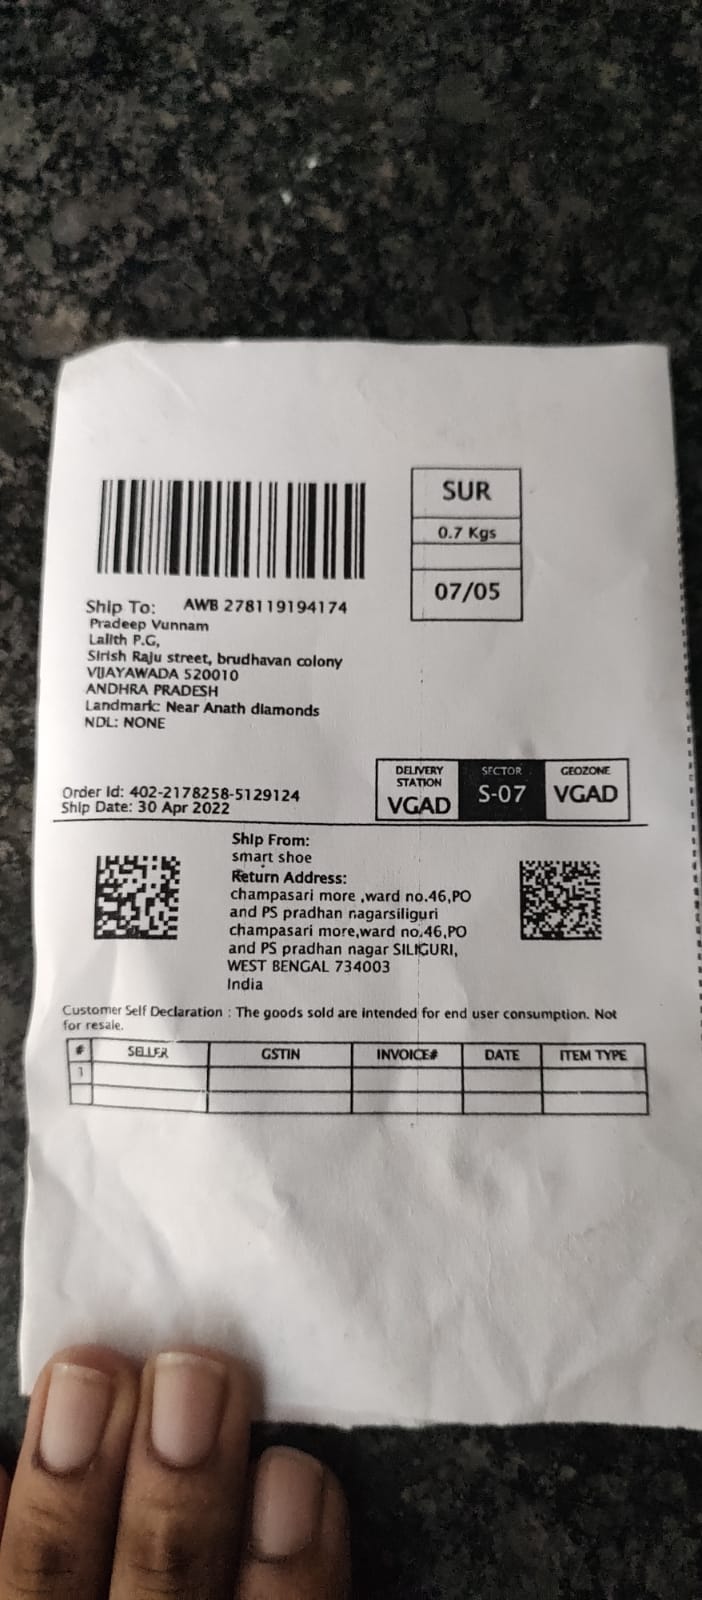 SUR
0.7 Kgs
07/05
Ship To: AWB 278119194174
Pradeep Vunnam
Lalith P.G,
Sirish Raju street, brudhavan colony
VIJAYAWADA 520010
ANDHRA PRADESH
Landmark: Near Anath diamonds
NDL: NONE
DELIVERY STATION
VGAD
SECTOR
S-07
GEOZONE
VGAD
Order Id: 402-2178258-5129124
Ship Date: 30 Apr 2022
Ship From:
smart shoe
Return Address:
champasari more ,ward no.46,PO
and PS pradhan nagarsiliguri
champasari more,ward no.46,PO
and PS pradhan nagar SILIGURI,
WEST BENGAL 734003
India
Customer Self Declaration : The goods sold are intended for end user consumption. Not
for resale.
# SELLER GSTIN INVOICE# DATE ITEM TYPE
1